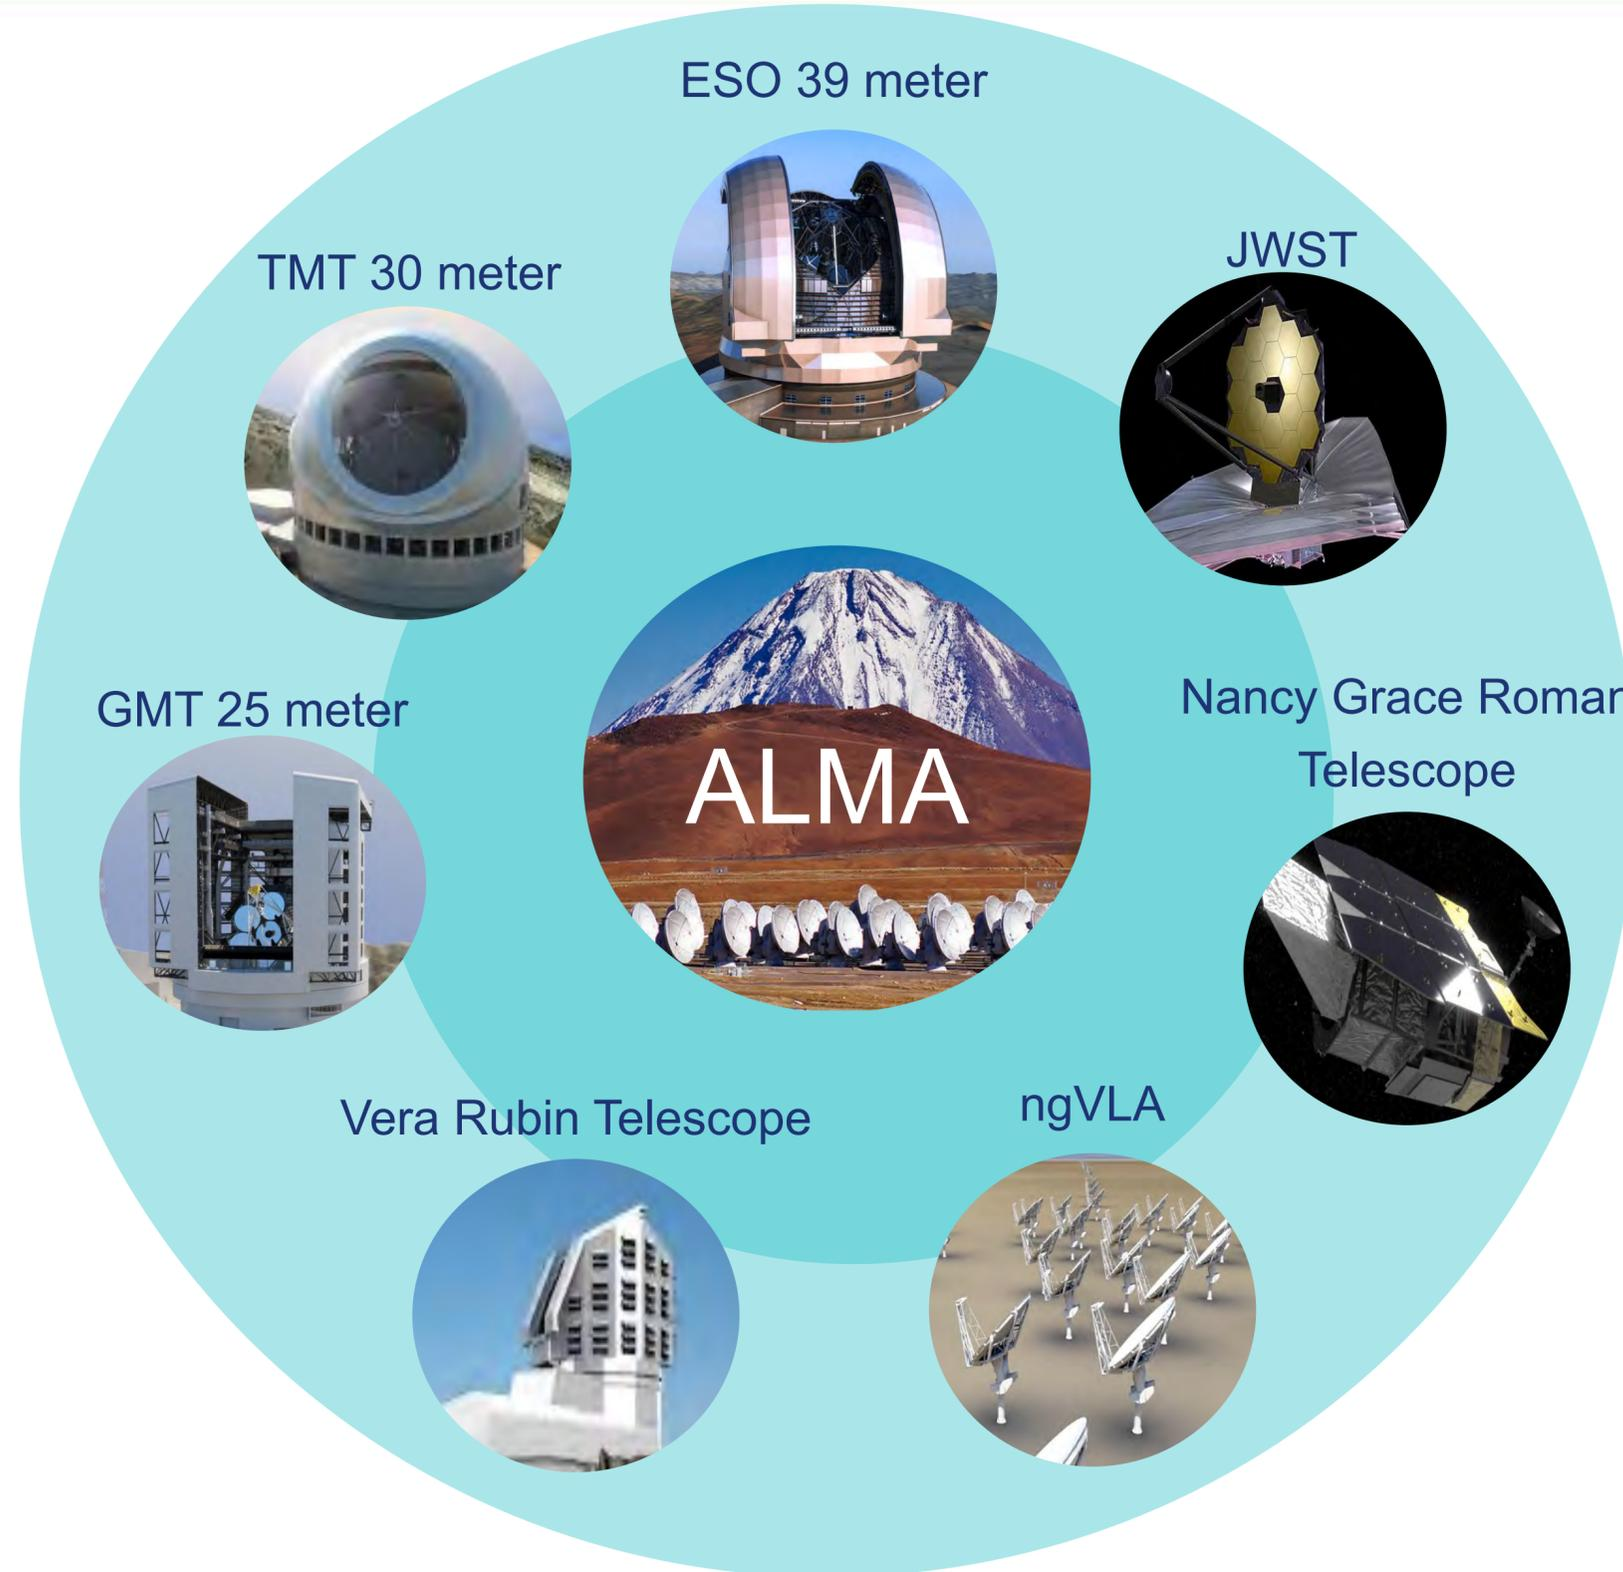 ESO 39 meter
JWST
TMT 30 meter
Nancy Grace Roman
Telescope
GMT 25 meter
ALMA
ngVLA
Vera Rubin Telescope